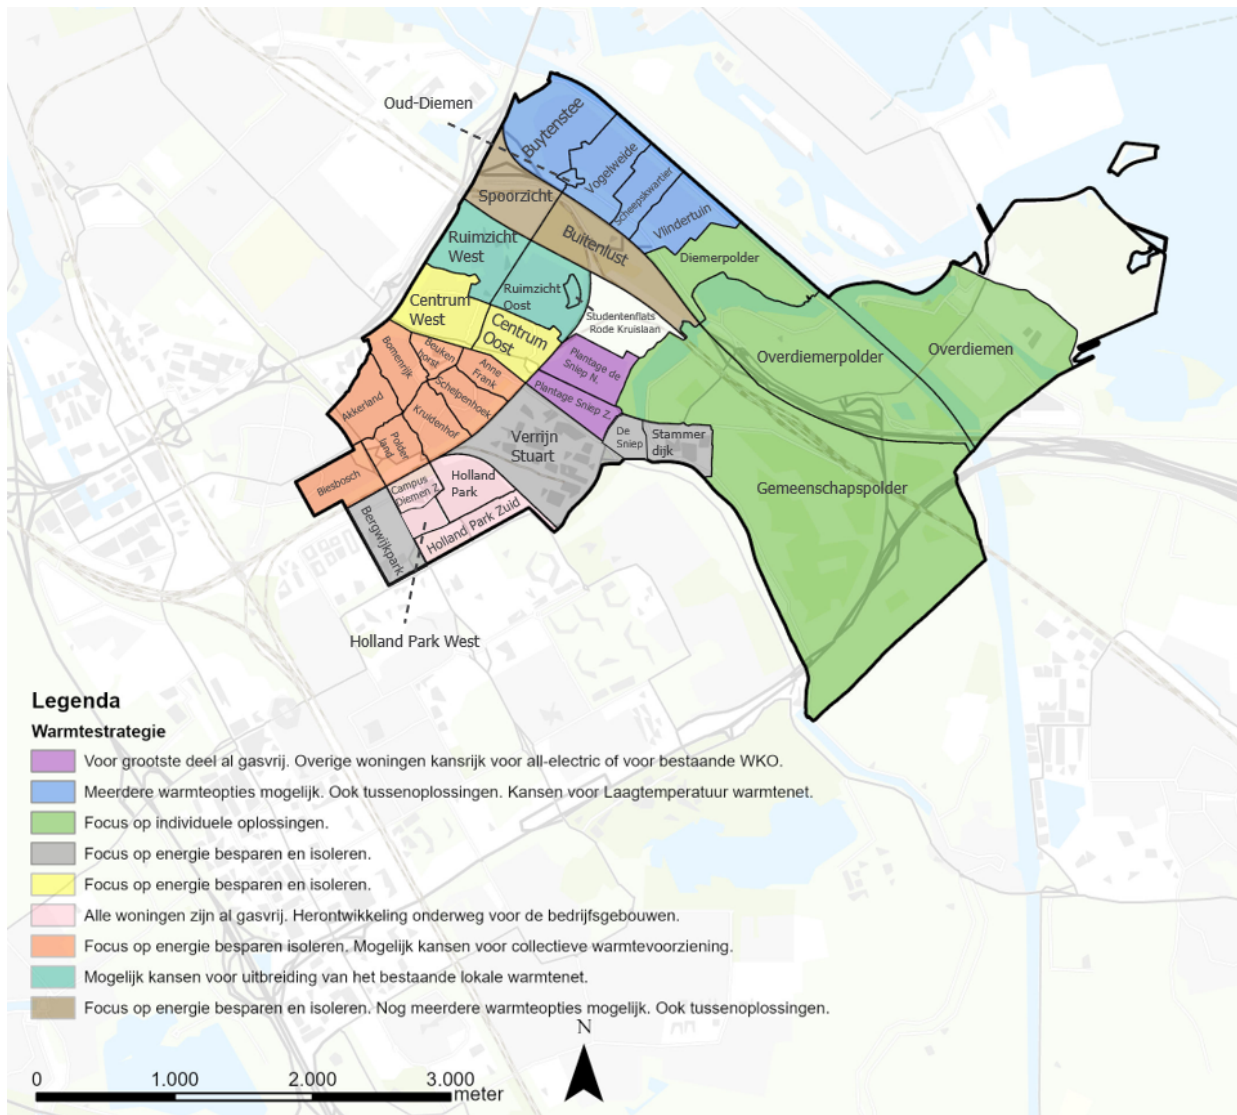 Oud-Diemen
Buytenstee
Vogelweide
Scheepskwartier
Vlindertuin
Spoorzicht
Buitenlust
Diemerpolder
Ruimzicht
West
Ruimzicht
Oost
Studentenflats
Rode Kruislaan
Centrum
West
Centrum
Oost
Overdiemerpolder
Overdiemen
Plantage de
Sniep N.
Plantage Sniep Z.
Bomenrijk
Beuken
horst
Anne
Frank
Schelpenhoek
Akkerland
Kruidenhof
Polder
land
Biesbosch
De
Sniep
Stammer
dijk
Verrijn
Stuart
Gemeenschapspolder
Campus
Diemen Z.
Holland
Park
Holland Park Zuid
Bergwijkpark
Holland Park West
Legenda
Warmtestrategie
Voor grootste deel al gasvrij. Overige woningen kansrijk voor all-electric of voor bestaande WKO.
Meerdere warmteopties mogelijk. Ook tussenoplossingen. Kansen voor Laagtemperatuur warmtenet.
Focus op individuele oplossingen.
Focus op energie besparen en isoleren.
Focus op energie besparen en isoleren.
Alle woningen zijn al gasvrij. Herontwikkeling onderweg voor de bedrijfsgebouwen.
Focus op energie besparen isoleren. Mogelijk kansen voor collectieve warmtevoorziening.
Mogelijk kansen voor uitbreiding van het bestaande lokale warmtenet.
Focus op energie besparen en isoleren. Nog meerdere warmteopties mogelijk. Ook tussenoplossingen.
N
0 1.000 2.000 3.000
meter